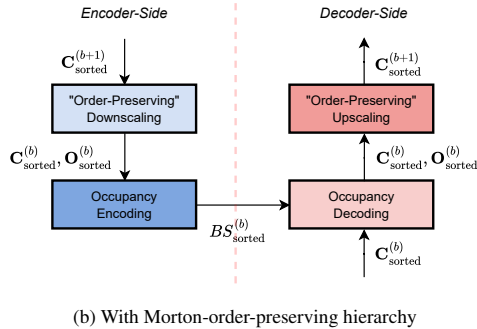 Encoder-Side
Decoder-Side
C_sorted^(b+1)
C_sorted^(b+1)
"Order-Preserving"
Downscaling
"Order-Preserving"
Upscaling
C_sorted^(b), O_sorted^(b)
C_sorted^(b), O_sorted^(b)
Occupancy
Encoding
Occupancy
Decoding
BS_sorted^(b)
C_sorted^(b)
(b) With Morton-order-preserving hierarchy